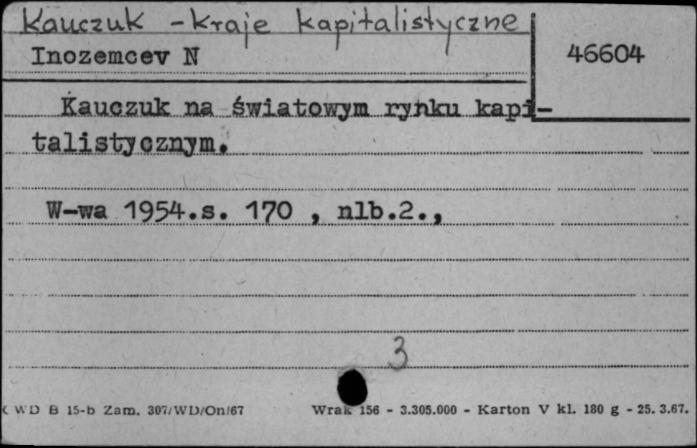 Kauczuk - kraje kapitalistyczne
Inozemcev N
46604
Kauczuk na światowym rynku kapi-
talistycznym.
W-wa 1954.s. 170 , nlb.2.,
3
WD B 15-b Zam. 307/WD/On/67 Wrak 156 - 3.305.000 - Karton V kl. 180 g - 25. 3.67.